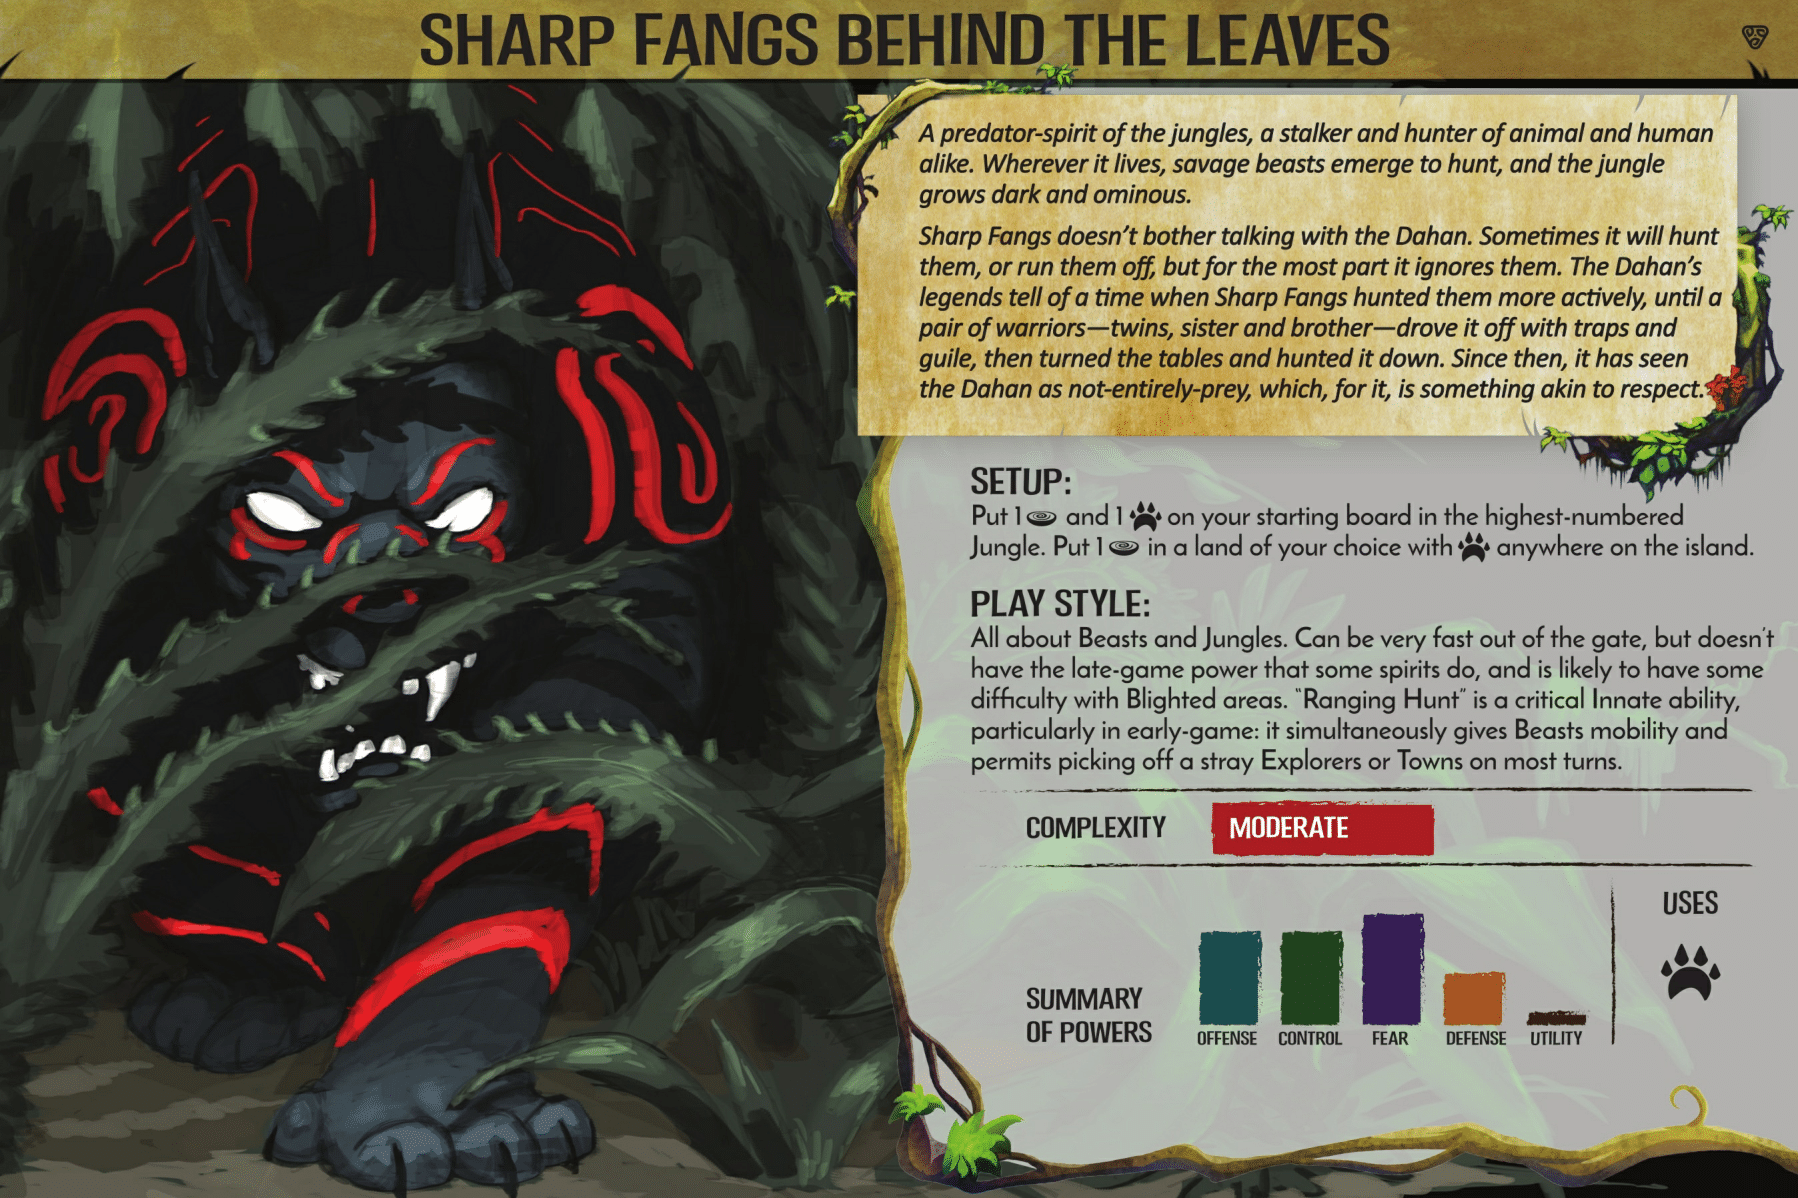 SHARP FANGS BEHIND THE LEAVES
A predator-spirit of the jungles, a stalker and hunter of animal and human
alike. Wherever it lives, savage beasts emerge to hunt, and the jungle
grows dark and ominous.
Sharp Fangs doesn't bother talking with the Dahan. Sometimes it will hunt
them, or run them off, but for the most part it ignores them. The Dahan's
legends tell of a time when Sharp Fangs hunted them more actively, until a
pair of warriors—twins, sister and brother—drove it off with traps and
guile, then turned the tables and hunted it down. Since then, it has seen
the Dahan as not-entirely-prey, which, for it, is something akin to respect.
SETUP:
Put 1 and 1 on your starting board in the highest-numbered
Jungle. Put 1 in a land of your choice with anywhere on the island.
PLAY STYLE:
All about Beasts and Jungles. Can be very fast out of the gate, but doesn't
have the late-game power that some spirits do, and is likely to have some
difficulty with Blighted areas. "Ranging Hunt" is a critical Innate ability,
particularly in early-game: it simultaneously gives Beasts mobility and
permits picking off a stray Explorers or Towns on most turns.
COMPLEXITY MODERATE
USES
SUMMARY
OF POWERS
OFFENSE CONTROL FEAR DEFENSE UTILITY